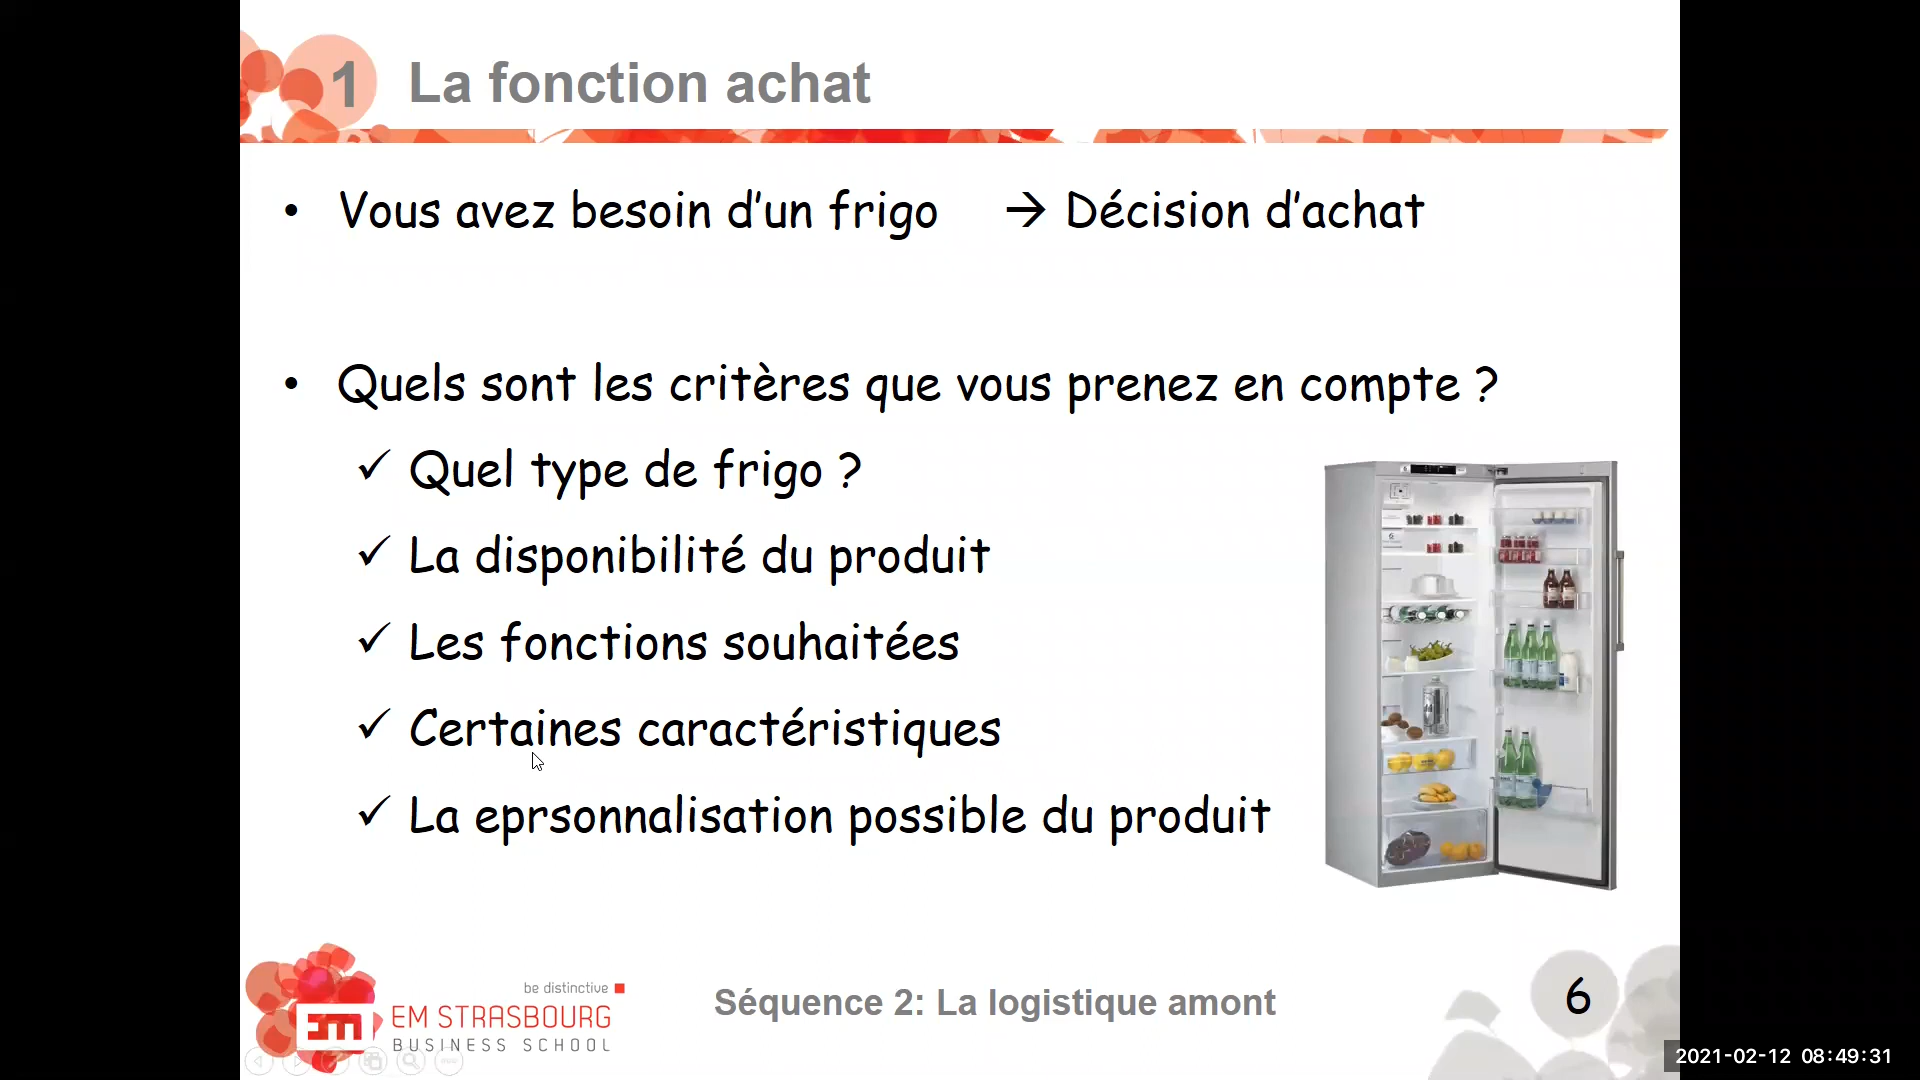 1 La fonction achat
• Vous avez besoin d’un frigo → Décision d’achat
• Quels sont les critères que vous prenez en compte ?
✓ Quel type de frigo ?
✓ La disponibilité du produit
✓ Les fonctions souhaitées
✓ Certaines caractéristiques
✓ La eprsonnalisation possible du produit
be distinctive
em
EM STRASBOURG
BUSINESS SCHOOL
Séquence 2: La logistique amont
6
2021-02-12 08:49:31